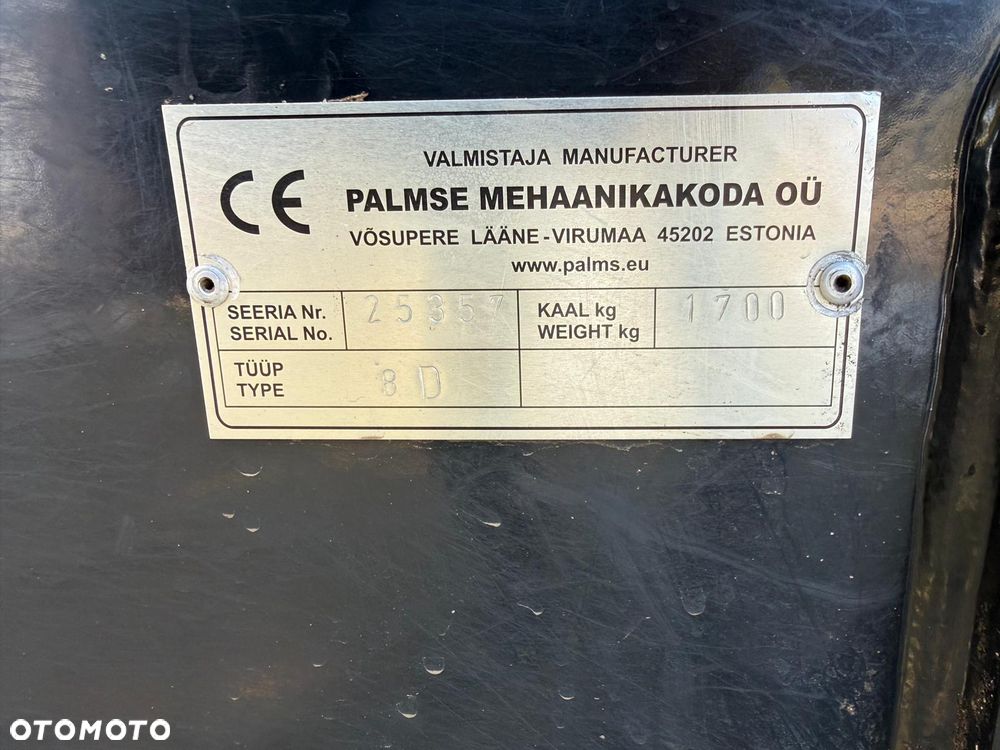 CE
VALMISTAJA MANUFACTURER
PALMSE MEHAANIKAKODA OÜ
VÕSUPERE LÄÄNE-VIRUMAA 45202 ESTONIA
www.palms.eu
SEERIA Nr. 25357 KAAL kg 1700
SERIAL No. WEIGHT kg
TÜÜP 8D
TYPE
OTOMOTO